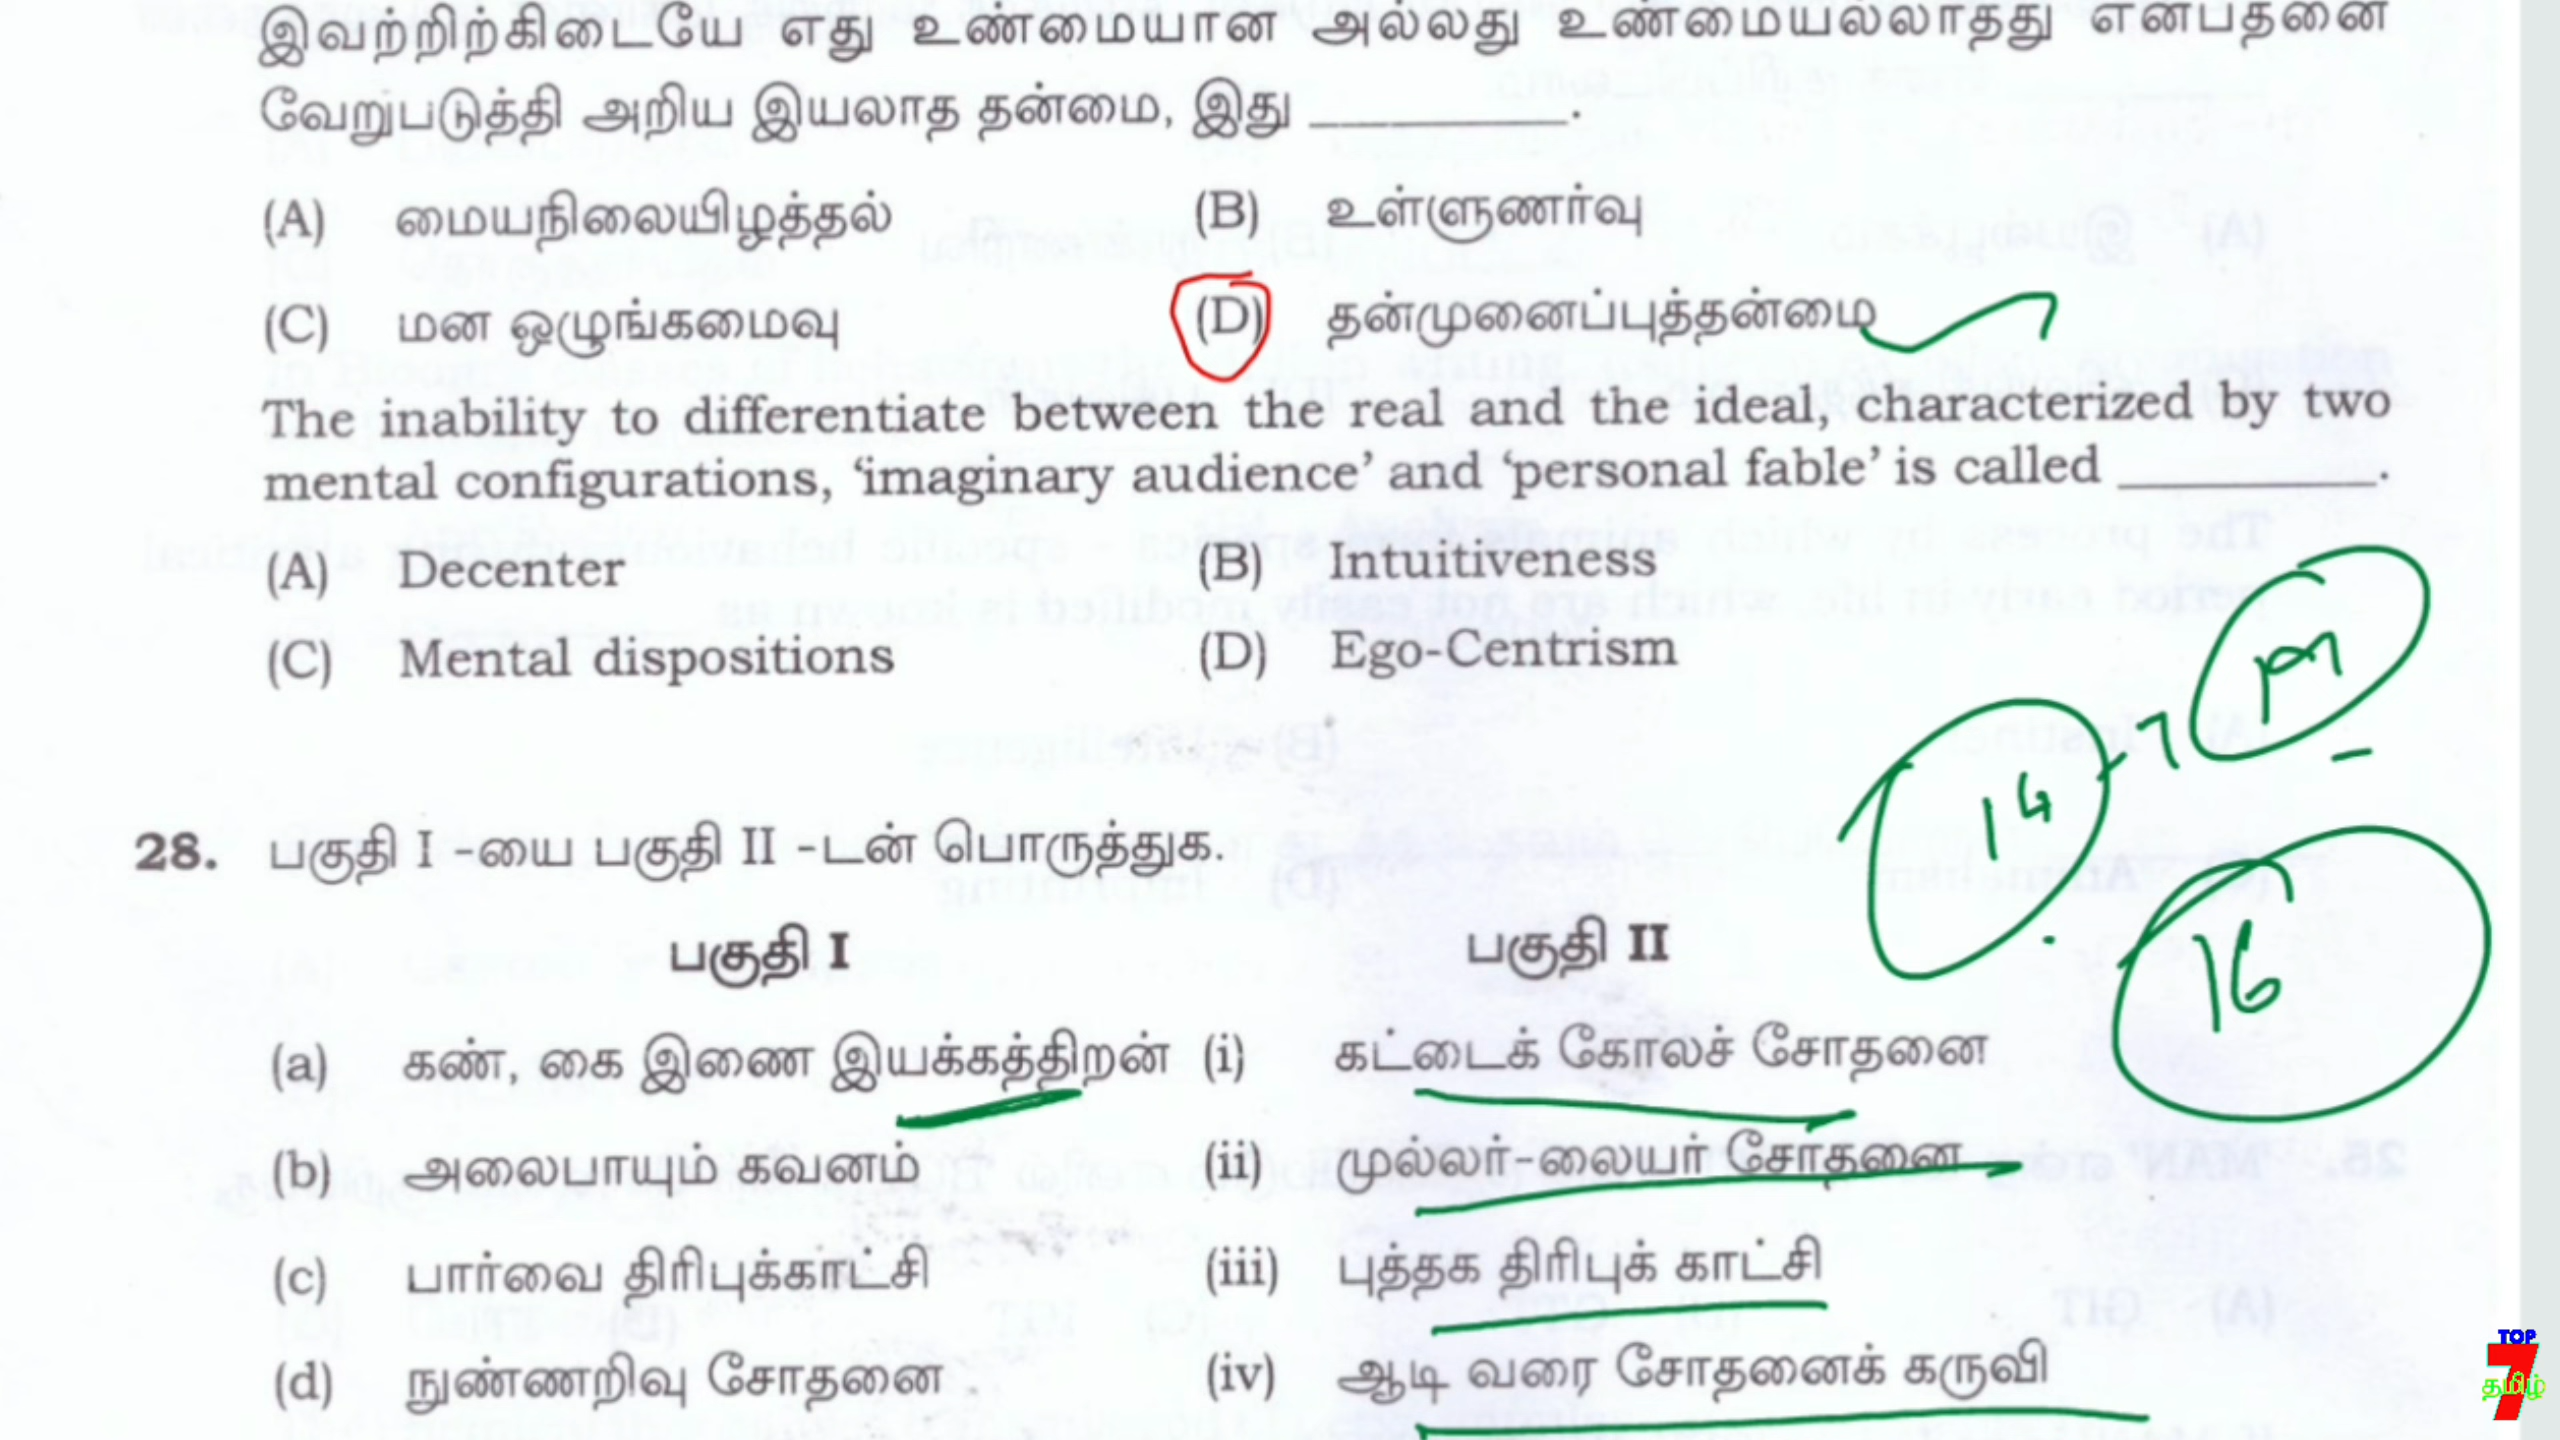 இவற்றிற்கிடையே எது உண்மையான அல்லது உண்மையல்லாதது என்பதனை
வேறுபடுத்தி அறிய இயலாத தன்மை, இது ________.
(A) மையநிலையிழத்தல் (B) உள்ளுணர்வு
(C) மன ஒழுங்கமைவு (D) தன்முனைப்புத்தன்மை
The inability to differentiate between the real and the ideal, characterized by two
mental configurations, ‘imaginary audience’ and ‘personal fable’ is called ________.
(A) Decenter (B) Intuitiveness
(C) Mental dispositions (D) Ego-Centrism
14
16
28. பகுதி I -யை பகுதி II -டன் பொருத்துக.
பகுதி I பகுதி II
(a) கண், கை இணை இயக்கத்திறன் (i) கட்டைக் கோலச் சோதனை
(b) அலைபாயும் கவனம் (ii) முல்லர்-லையர் சோதனை
(c) பார்வை திரிபுக்காட்சி (iii) புத்தக திரிபுக் காட்சி
(d) நுண்ணறிவு சோதனை (iv) ஆடி வரை சோதனைக் கருவி
TOP
7
தமிழ்